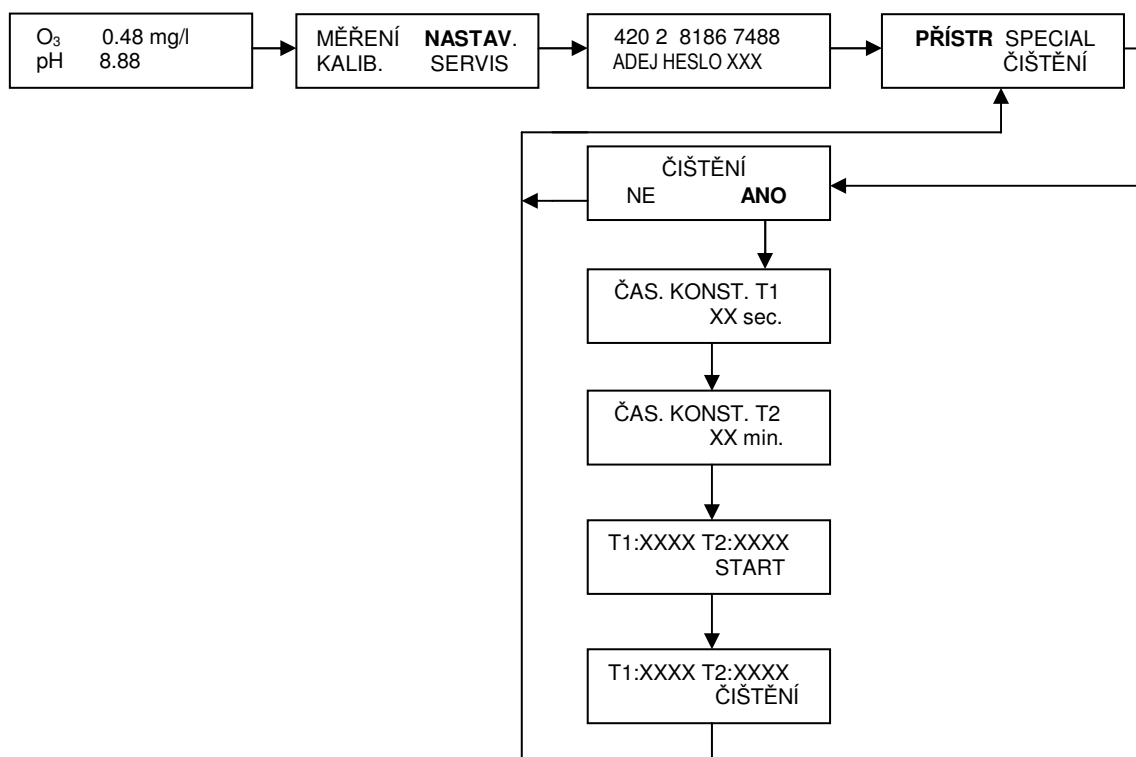 O₃ 0.48 mg/l
pH 8.88
MĚŘENÍ NASTAV.
KALIB. SERVIS
420 2 8186 7488
ADEJ HESLO XXX
PŘÍSTR SPECIAL
ČIŠTĚNÍ
ČIŠTĚNÍ
NE ANO
ČAS. KONST. T1
XX sec.
ČAS. KONST. T2
XX min.
T1:XXXX T2:XXXX
START
T1:XXXX T2:XXXX
ČIŠTĚNÍ